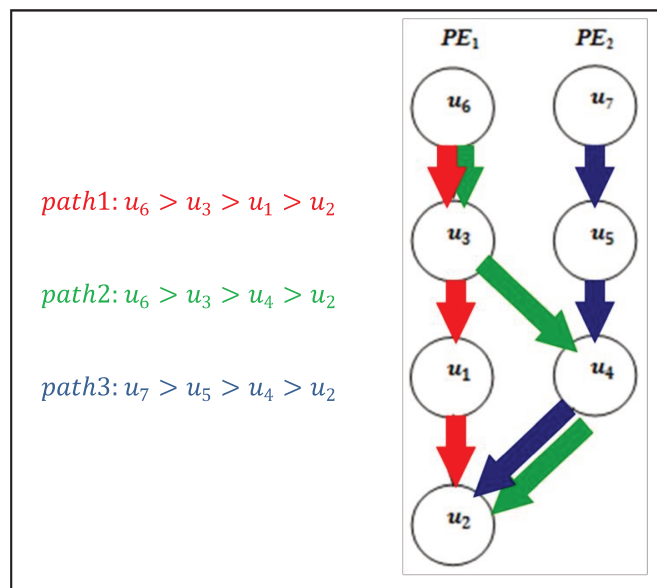 PE₁ PE₂
u₆ u₇
path1: u₆ > u₃ > u₁ > u₂
u₃ u₅
path2: u₆ > u₃ > u₄ > u₂
u₁ u₄
path3: u₇ > u₅ > u₄ > u₂
u₂